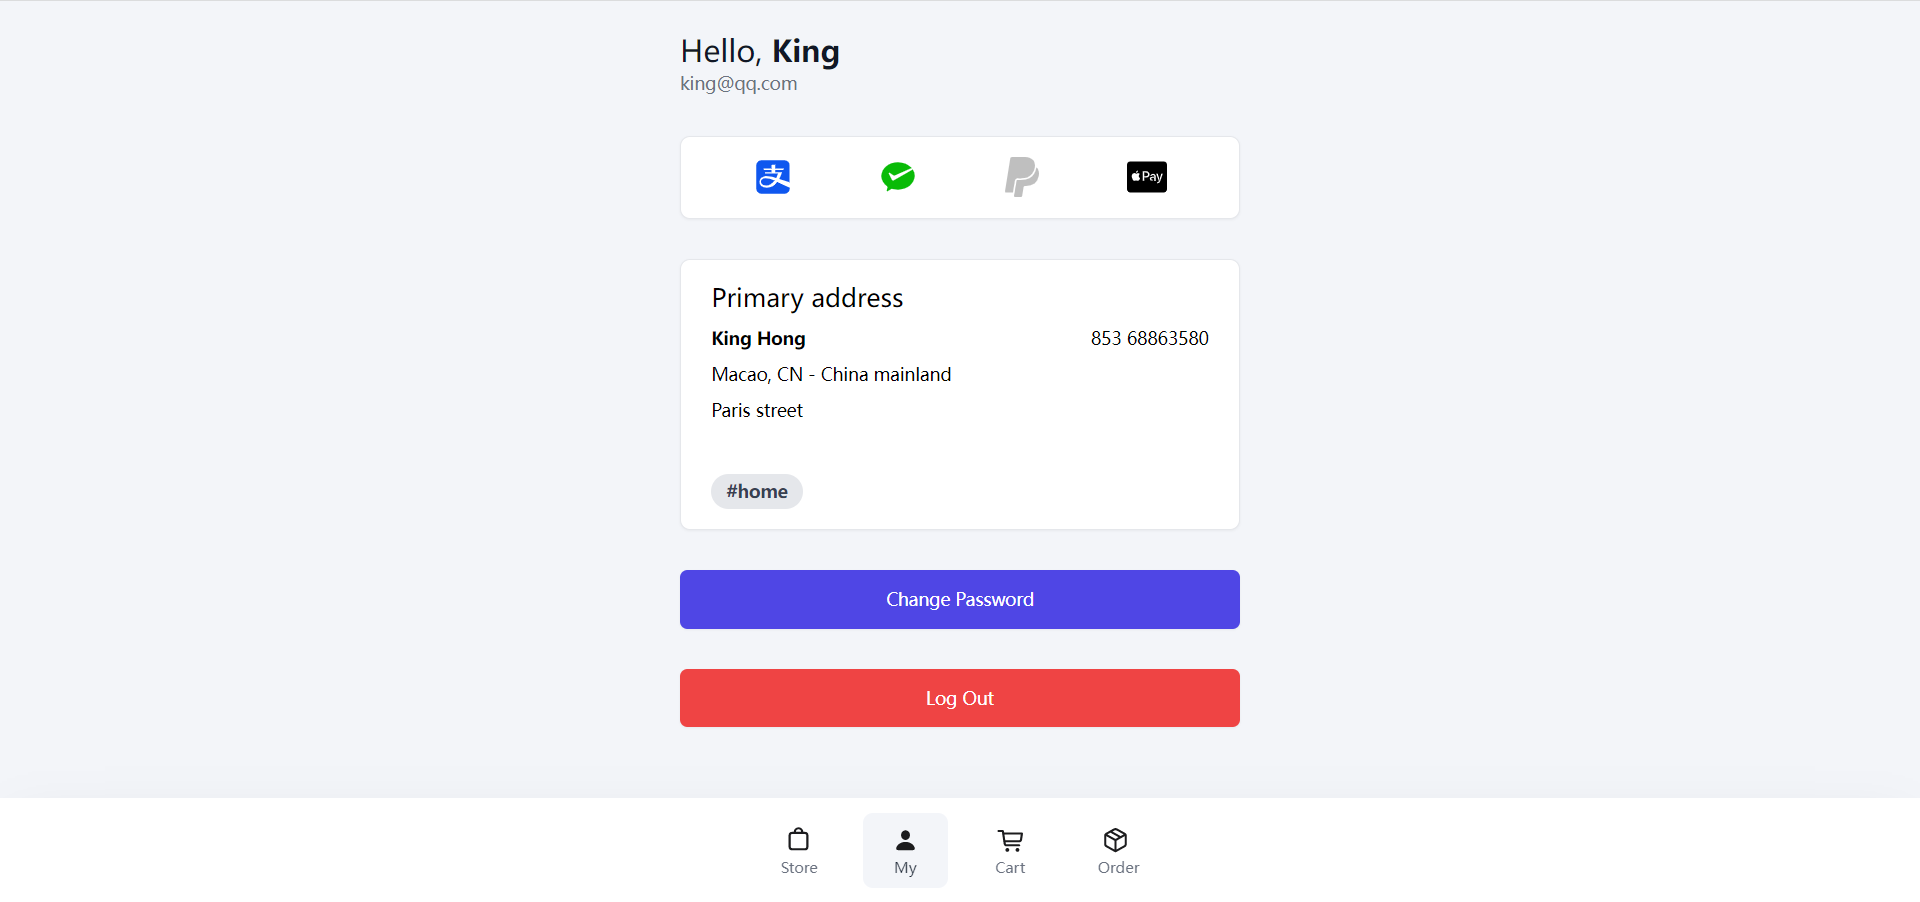 Hello, King
king@qq.com
支
Pay
Primary address
King Hong
853 68863580
Macao, CN - China mainland
Paris street
#home
Change Password
Log Out
Store
My
Cart
Order